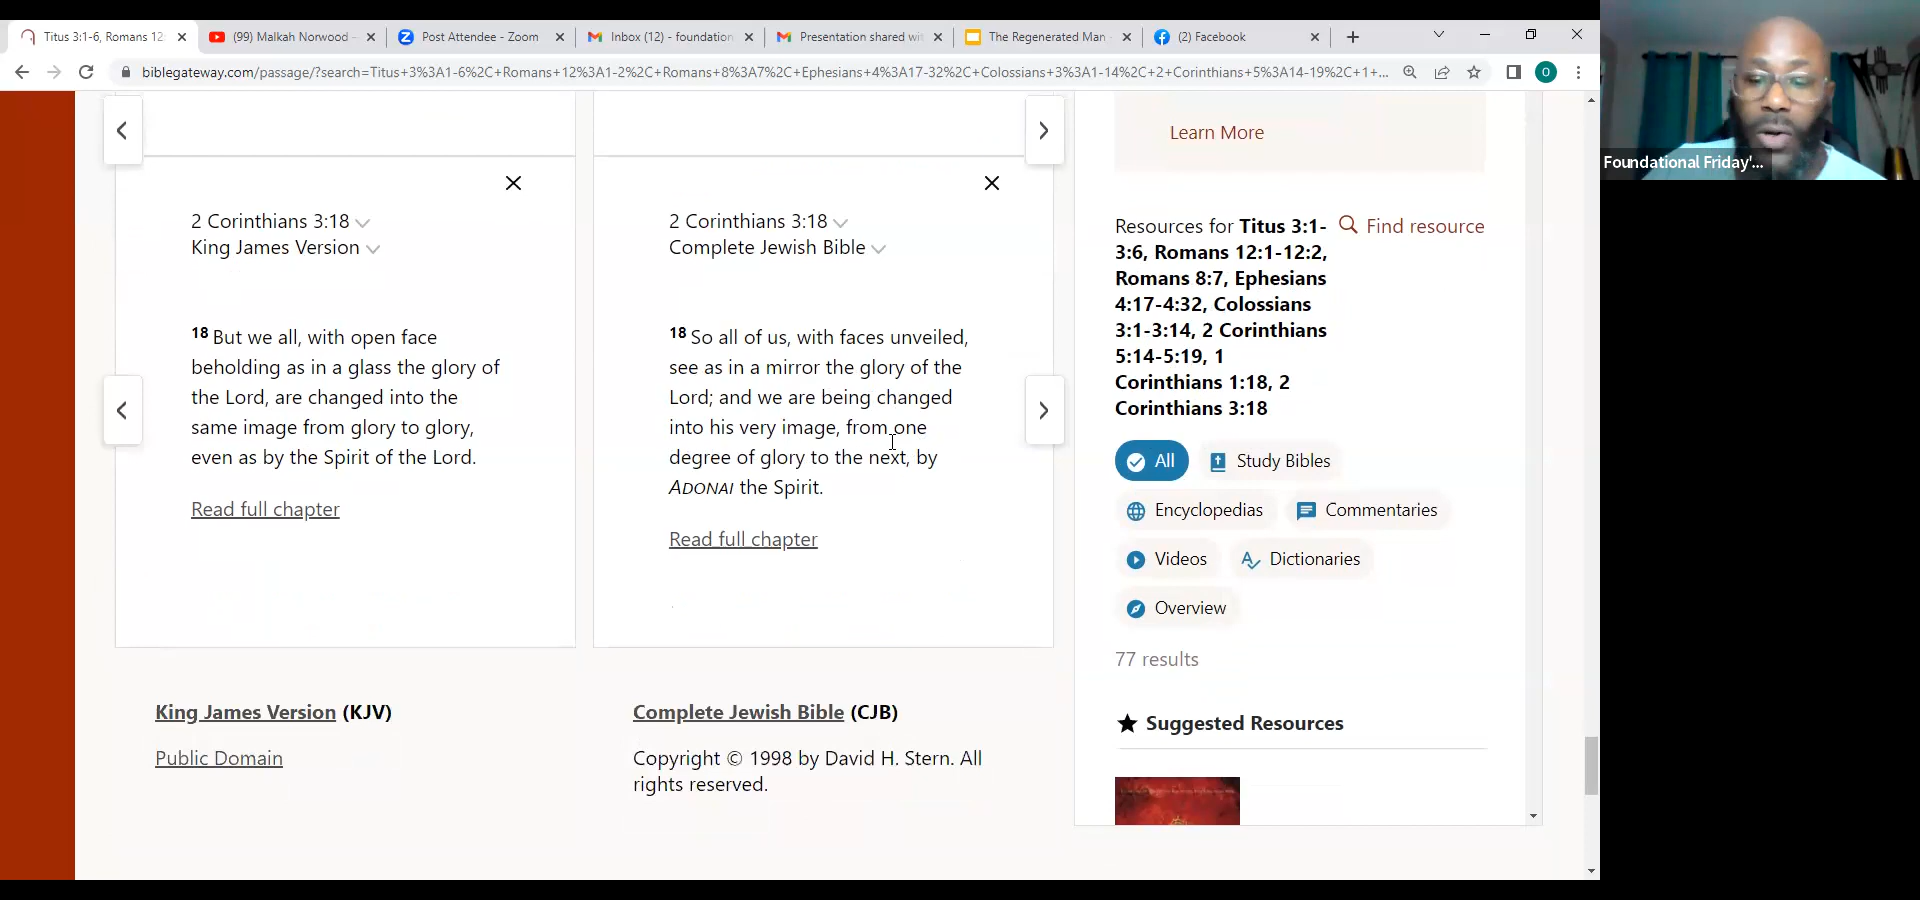 Titus 3:1-6, Romans 12
(99) Malkah Norwood –
Post Attendee - Zoom
Inbox (12) - foundation
Presentation shared wi
The Regenerated Man
(2) Facebook
biblegateway.com/passage/?search=Titus+3%3A1-6%2C+Romans+12%3A1-2%2C+Romans+8%3A7%2C+Ephesians+4%3A17-32%2C+Colossians+3%3A1-14%2C+2+Corinthians+5%3A14-19%2C+1+...
O
Foundational Friday'...
2 Corinthians 3:18
King James Version
18 But we all, with open face
beholding as in a glass the glory of
the Lord, are changed into the
same image from glory to glory,
even as by the Spirit of the Lord.
Read full chapter
King James Version (KJV)
Public Domain
2 Corinthians 3:18
Complete Jewish Bible
18 So all of us, with faces unveiled,
see as in a mirror the glory of the
Lord; and we are being changed
into his very image, from one
degree of glory to the next, by
ADONAI the Spirit.
Read full chapter
Complete Jewish Bible (CJB)
Copyright © 1998 by David H. Stern. All
rights reserved.
Learn More
Resources for Titus 3:1-
3:6, Romans 12:1-12:2,
Romans 8:7, Ephesians
4:17-4:32, Colossians
3:1-3:14, 2 Corinthians
5:14-5:19, 1
Corinthians 1:18, 2
Corinthians 3:18
Find resource
All
Study Bibles
Encyclopedias
Commentaries
Videos
Dictionaries
Overview
77 results
Suggested Resources